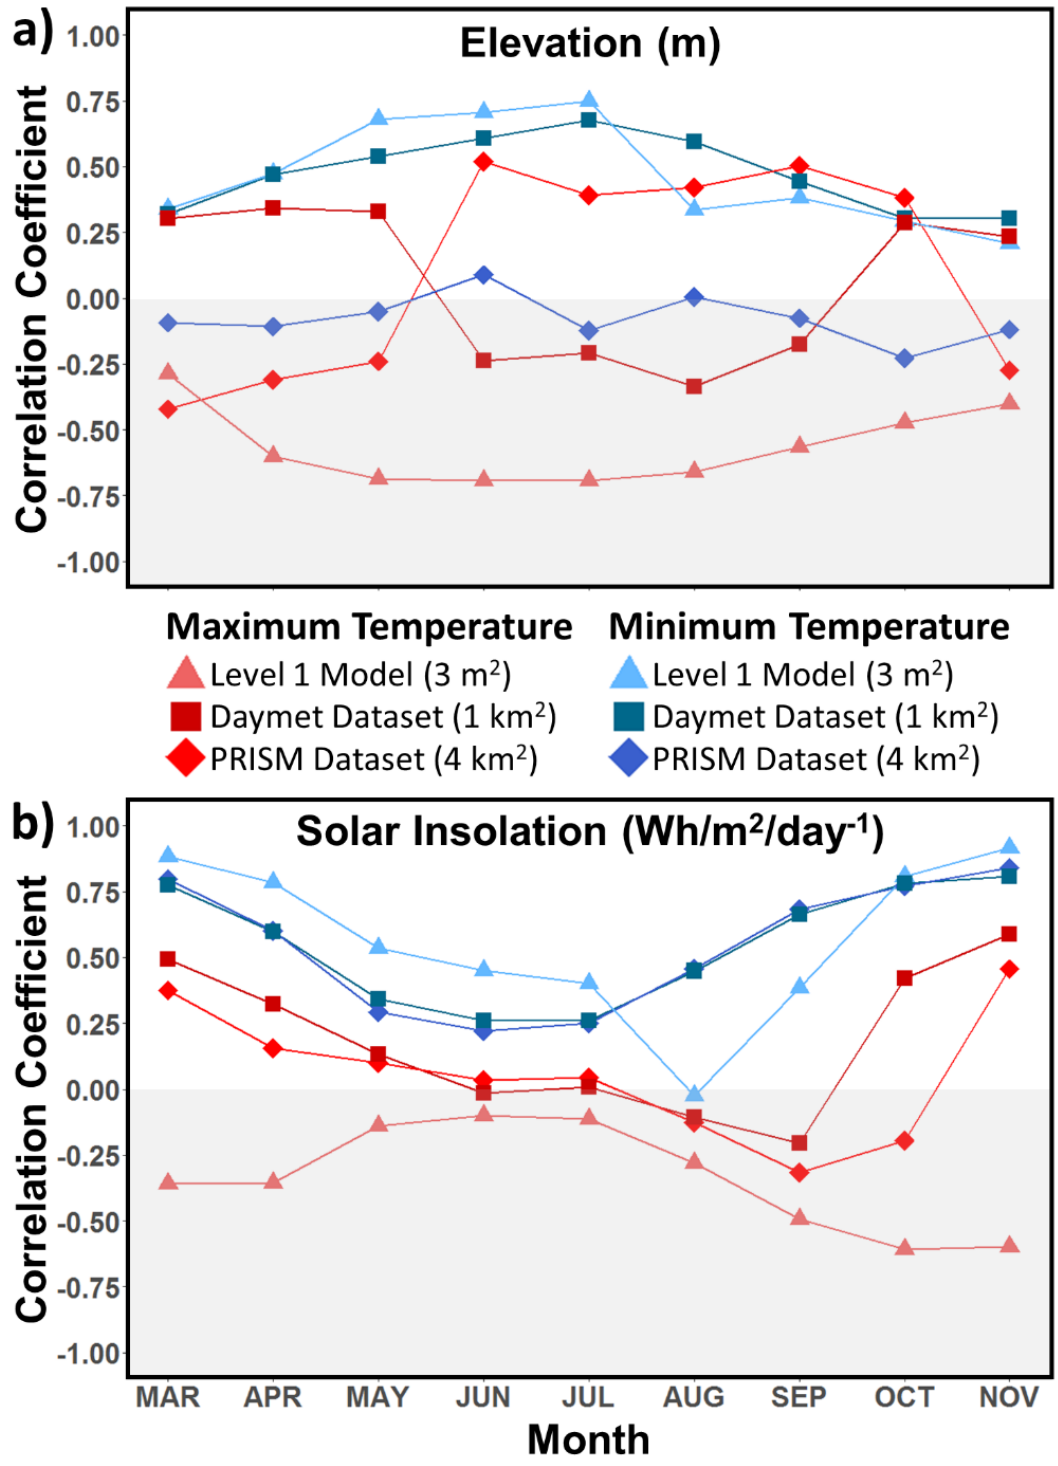 a)
Elevation (m)
Correlation Coefficient
1.00
0.75
0.50
0.25
0.00
-0.25
-0.50
-0.75
-1.00
Maximum Temperature
Level 1 Model (3 m²)
Daymet Dataset (1 km²)
PRISM Dataset (4 km²)
Minimum Temperature
Level 1 Model (3 m²)
Daymet Dataset (1 km²)
PRISM Dataset (4 km²)
b)
Solar Insolation (Wh/m²/day⁻¹)
Correlation Coefficient
1.00
0.75
0.50
0.25
0.00
-0.25
-0.50
-0.75
-1.00
MAR APR MAY JUN JUL AUG SEP OCT NOV
Month